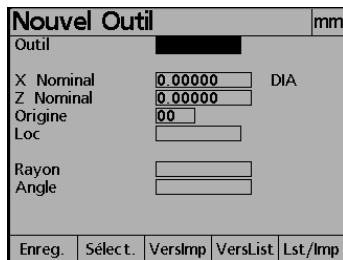 Nouvel Outil mm
Outil
X Nominal 0.00000 DIA
Z Nominal 0.00000
Origine 00
Loc
Rayon
Angle
Enreg. Sélect. VersImp VersList Lst/Imp